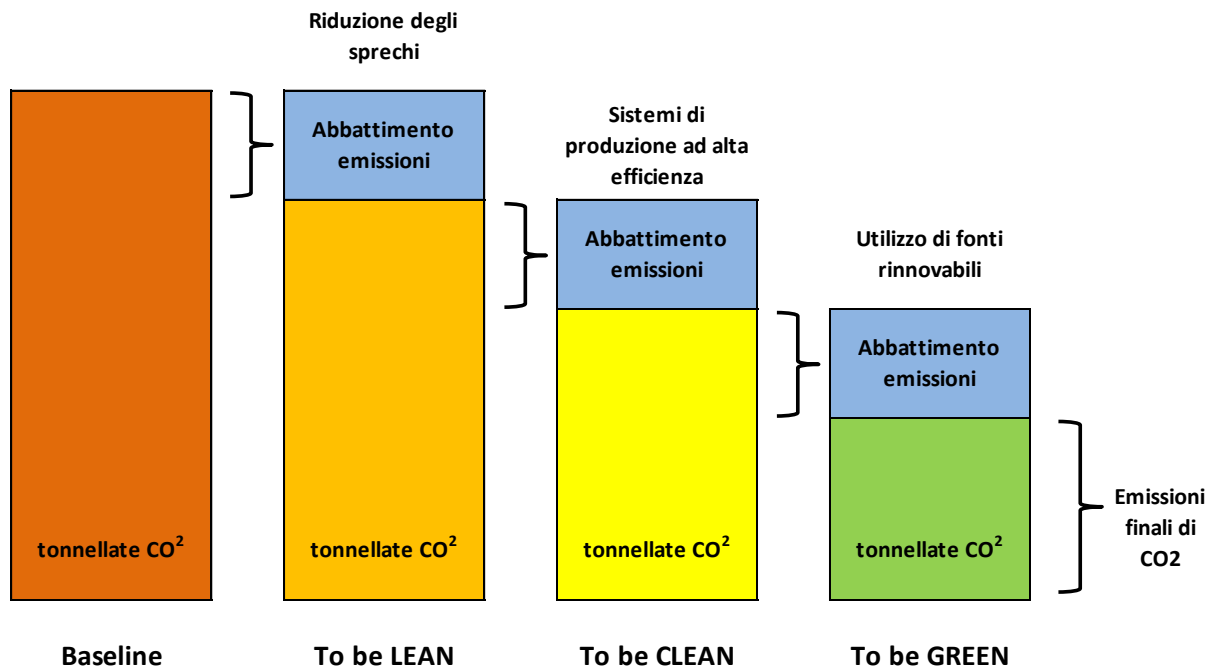 Riduzione degli
sprechi
Abbattimento
emissioni
Sistemi di
produzione ad alta
efficienza
Abbattimento
emissioni
Utilizzo di fonti
rinnovabili
Abbattimento
emissioni
tonnellate CO²
tonnellate CO²
tonnellate CO²
tonnellate CO²
Emissioni
finali di
CO2
Baseline
To be LEAN
To be CLEAN
To be GREEN